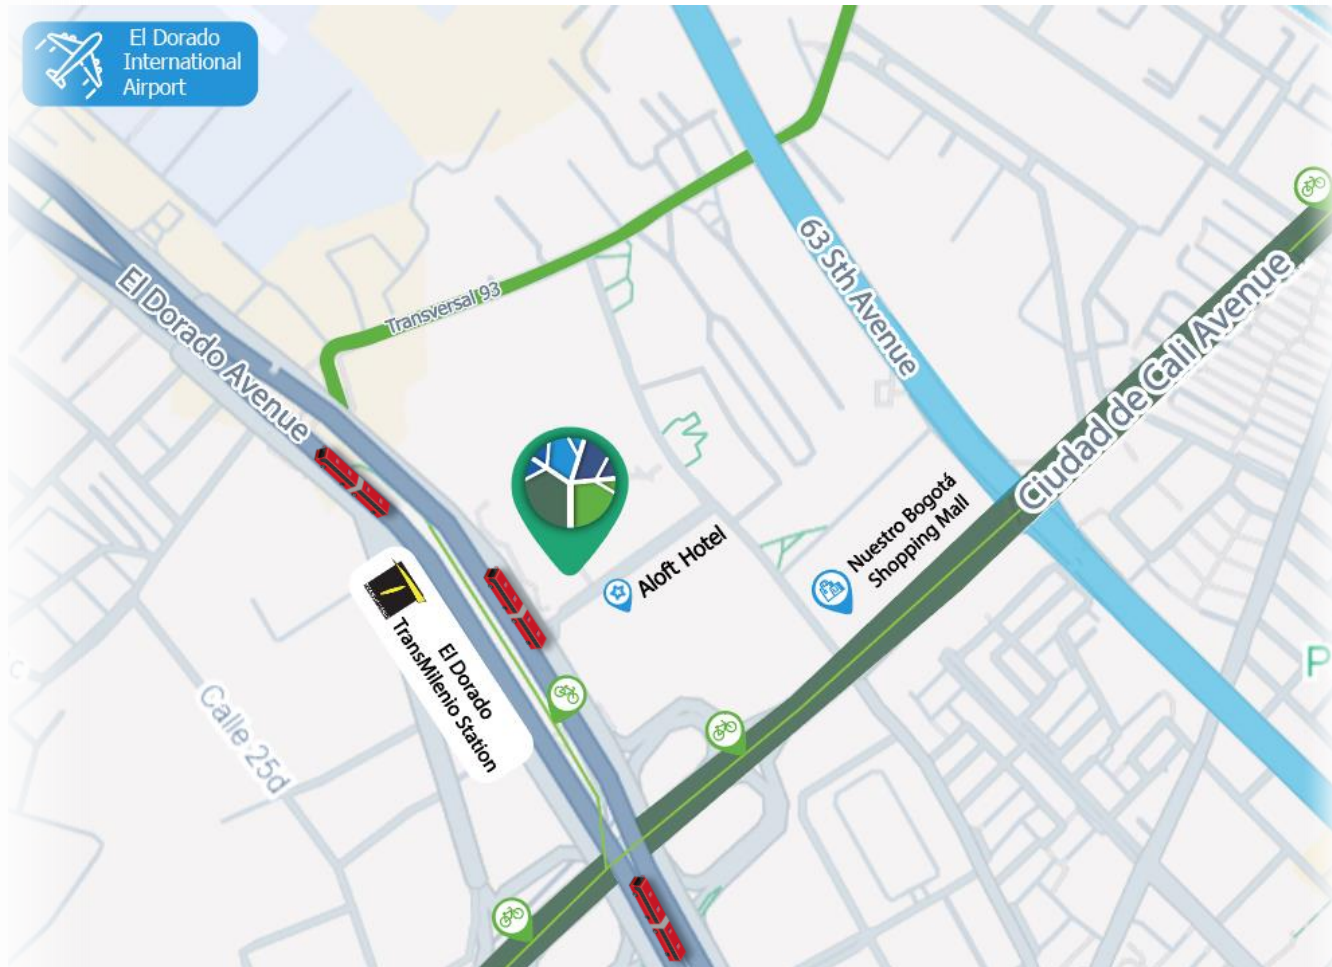 El Dorado
International
Airport
63 Sth Avenue
Transversal 93
El Dorado Avenue
Ciudad de Cali Avenue
Nuestro Bogotá
Shopping Mall
Aloft Hotel
El Dorado
TransMilenio Station
Calle 25d
P
c